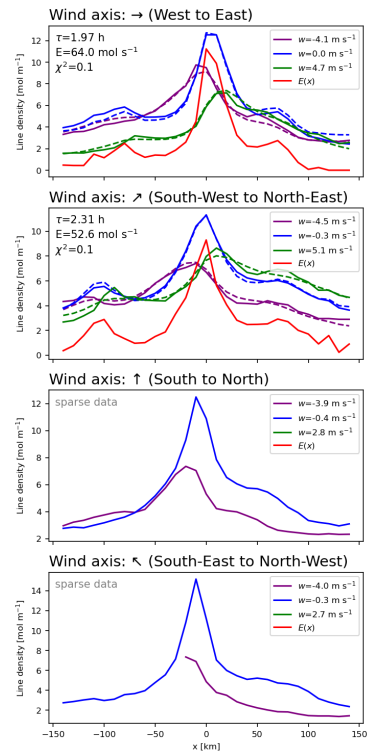 Wind axis: → (West to East)
τ=1.97 h
E=64.0 mol s⁻¹
χ²=0.1
w=-4.1 m s⁻¹
w=0.0 m s⁻¹
w=4.7 m s⁻¹
E(x)
Line density [mol m⁻¹]
12
10
8
6
4
2
0
Wind axis: ↗ (South-West to North-East)
τ=2.31 h
E=52.6 mol s⁻¹
χ²=0.1
w=-4.5 m s⁻¹
w=-0.3 m s⁻¹
w=5.1 m s⁻¹
E(x)
Line density [mol m⁻¹]
12
10
8
6
4
2
0
Wind axis: ↑ (South to North)
sparse data
w=-3.9 m s⁻¹
w=-0.4 m s⁻¹
w=2.8 m s⁻¹
E(x)
Line density [mol m⁻¹]
12
10
8
6
4
2
Wind axis: ↖ (South-East to North-West)
sparse data
w=-4.0 m s⁻¹
w=-0.3 m s⁻¹
w=2.7 m s⁻¹
E(x)
Line density [mol m⁻¹]
14
12
10
8
6
4
2
−150 −100 −50 0 50 100 150
x [km]